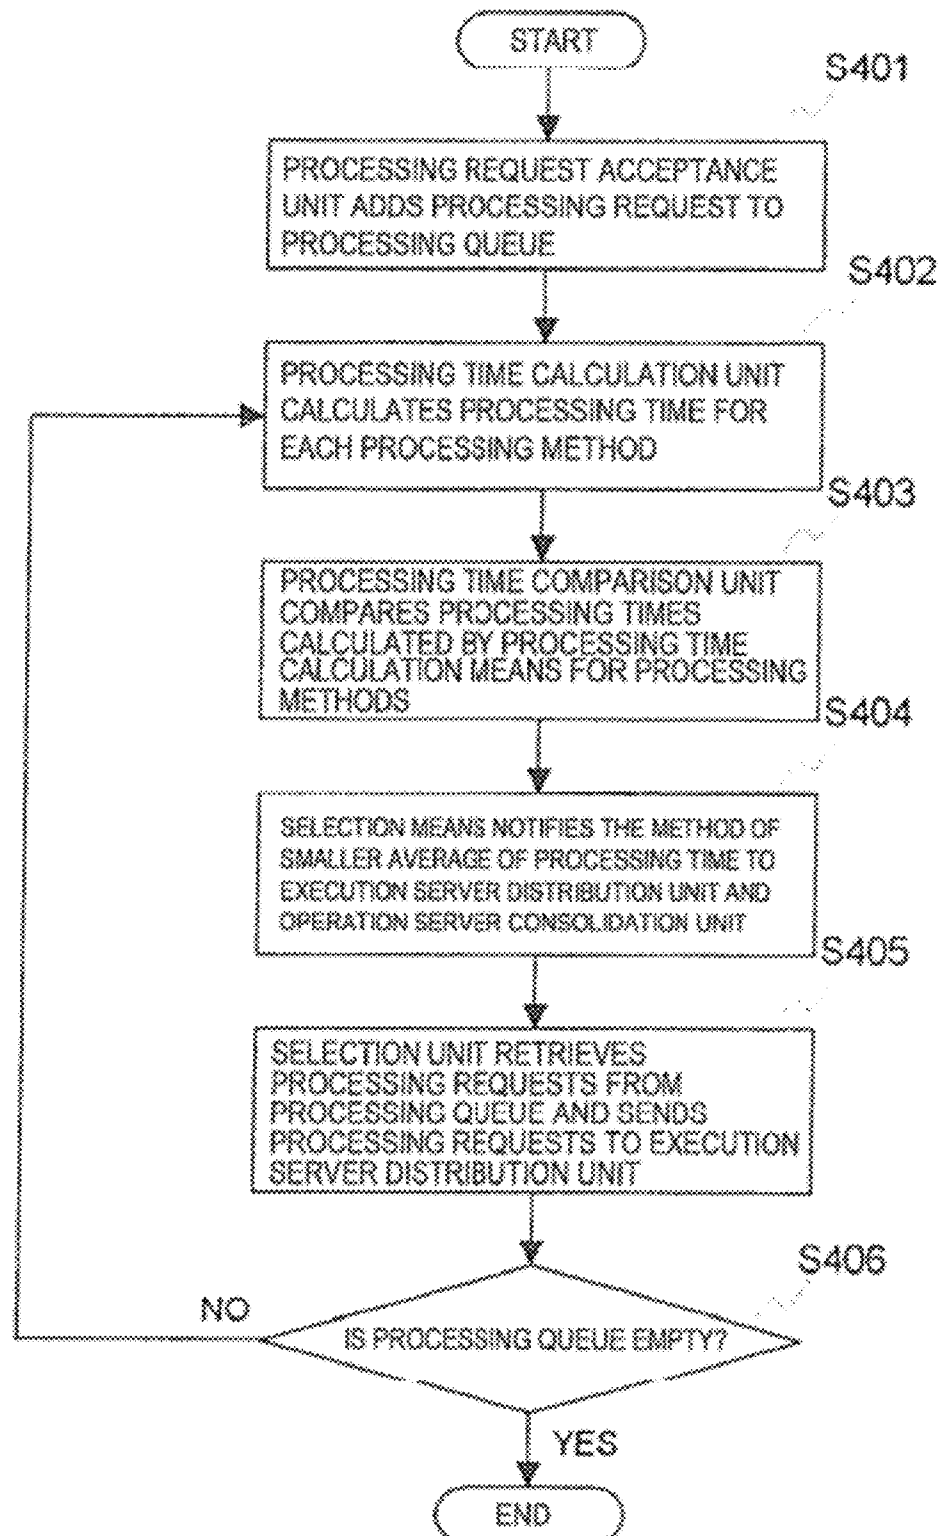 START
S401
PROCESSING REQUEST ACCEPTANCE
UNIT ADDS PROCESSING REQUEST TO
PROCESSING QUEUE
S402
PROCESSING TIME CALCULATION UNIT
CALCULATES PROCESSING TIME FOR
EACH PROCESSING METHOD
S403
PROCESSING TIME COMPARISON UNIT
COMPARES PROCESSING TIMES
CALCULATED BY PROCESSING TIME
CALCULATION MEANS FOR PROCESSING
METHODS
S404
SELECTION MEANS NOTIFIES THE METHOD OF
SMALLER AVERAGE OF PROCESSING TIME TO
EXECUTION SERVER DISTRIBUTION UNIT AND
OPERATION SERVER CONSOLIDATION UNIT
S405
SELECTION UNIT RETRIEVES
PROCESSING REQUESTS FROM
PROCESSING QUEUE AND SENDS
PROCESSING REQUESTS TO EXECUTION
SERVER DISTRIBUTION UNIT
S406
NO
IS PROCESSING QUEUE EMPTY?
YES
END